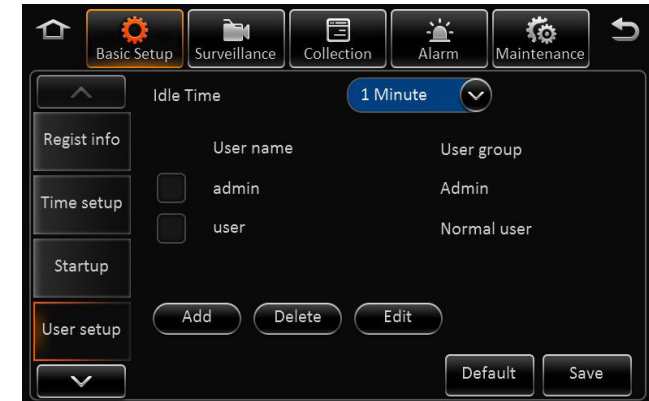 Basic Setup
Surveillance
Collection
Alarm
Maintenance
Idle Time
1 Minute
Regist info
Time setup
Startup
User setup
User name
User group
admin
Admin
user
Normal user
Add
Delete
Edit
Default
Save